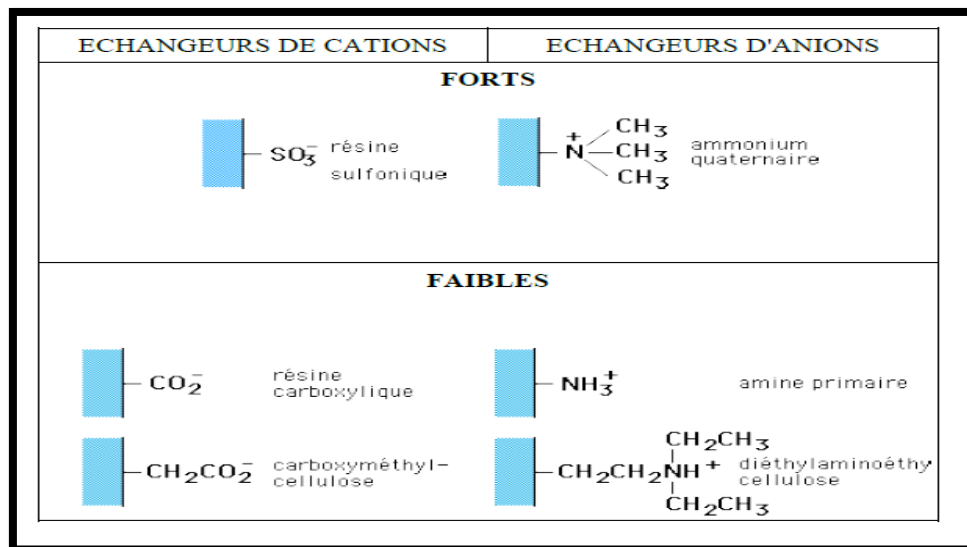 ECHANGEURS DE CATIONS
ECHANGEURS D'ANIONS
FORTS
SO₃⁻ résine
sulfonique
N⁺
CH₃
CH₃
CH₃
ammonium
quaternaire
FAIBLES
CO₂⁻
résine
carboxylique
NH₃⁺
amine primaire
CH₂CO₂⁻
carboxyméthyl-
cellulose
CH₂CH₃
CH₂CH₂NH⁺
CH₂CH₃
diéthylaminoéthy
cellulose